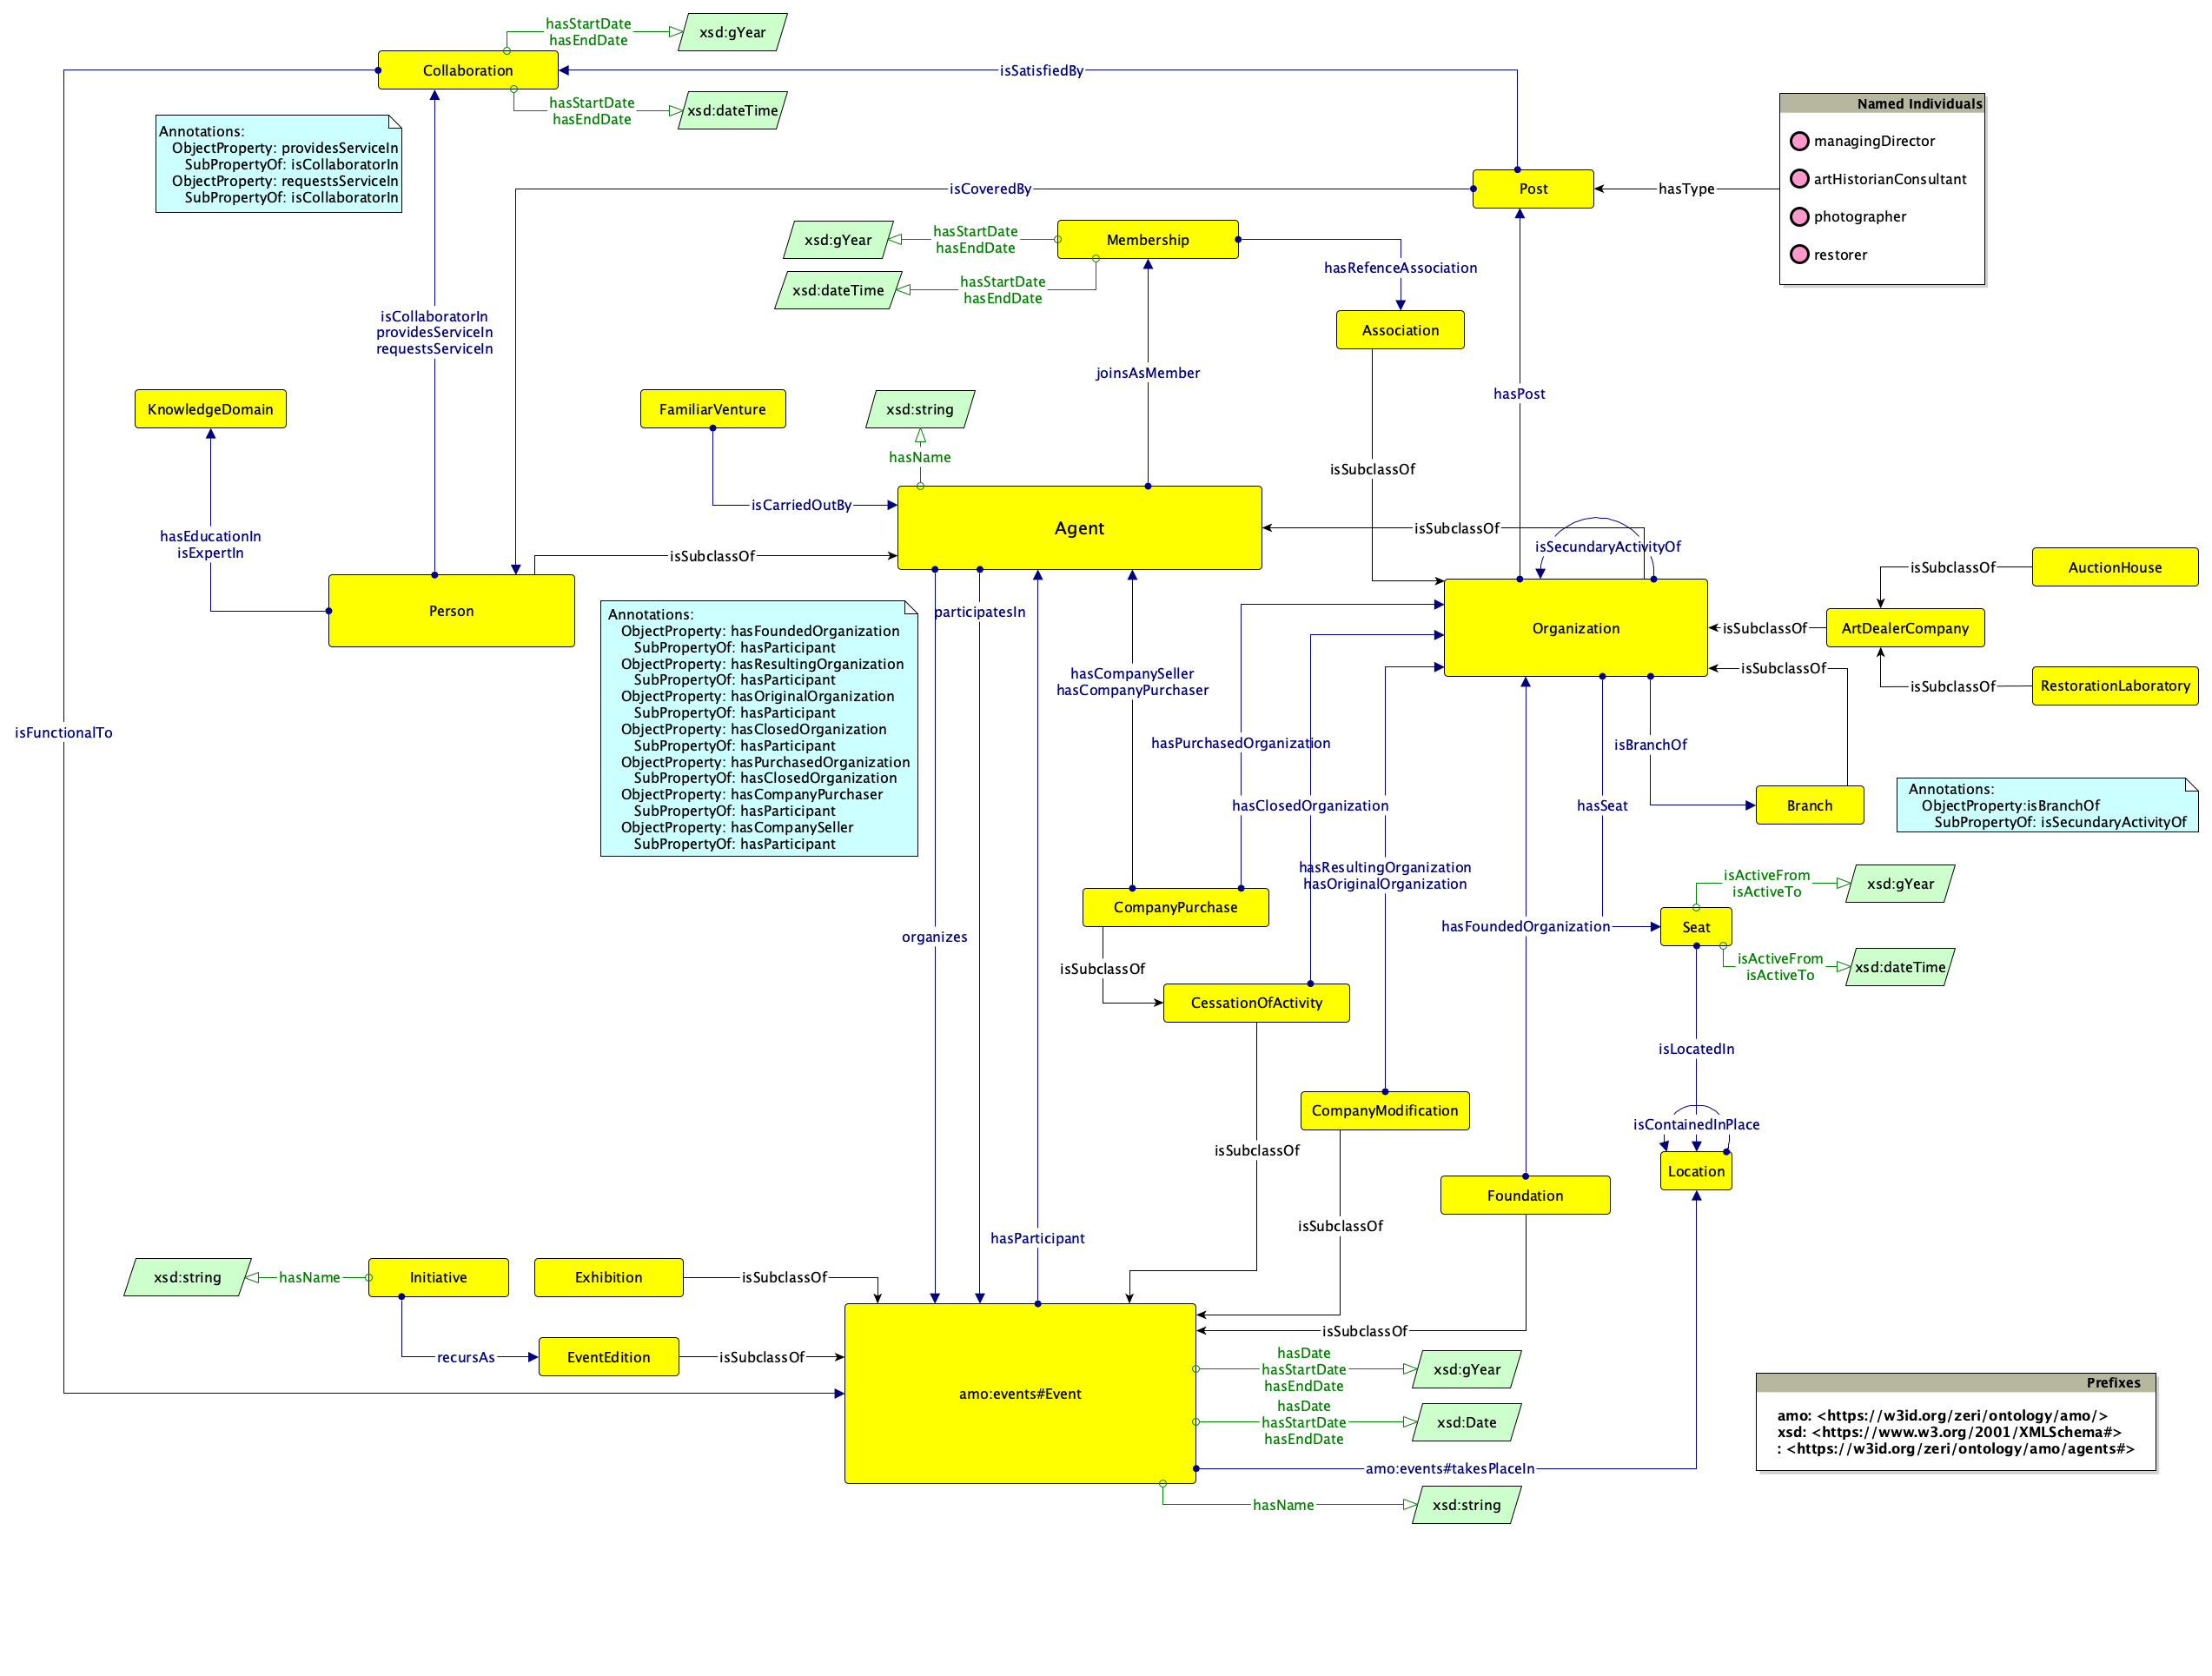 hasStartDate
hasEndDate
xsd:gYear
Collaboration
isSatisfiedBy
hasStartDate
hasEndDate
xsd:dateTime
Named Individuals
managingDirector
artHistorianConsultant
photographer
restorer
Annotations:
ObjectProperty: providesServiceIn
SubPropertyOf: isCollaboratorIn
ObjectProperty: requestsServiceIn
SubPropertyOf: isCollaboratorIn
isCoveredBy
Post
hasType
xsd:gYear
hasStartDate
hasEndDate
Membership
hasRefenceAssociation
xsd:dateTime
hasStartDate
hasEndDate
Association
isCollaboratorIn
providesServiceIn
requestsServiceIn
joinsAsMember
hasPost
KnowledgeDomain
FamiliarVenture
xsd:string
hasName
isSubclassOf
isCarriedOutBy
Agent
isSubclassOf
isSecundaryActivityOf
hasEducationIn
isExpertIn
isSubclassOf
isSubclassOf
AuctionHouse
Person
participatesIn
Organization
isSubclassOf
ArtDealerCompany
isSubclassOf
isSubclassOf
RestorationLaboratory
Annotations:
ObjectProperty: hasFoundedOrganization
SubPropertyOf: hasParticipant
ObjectProperty: hasResultingOrganization
SubPropertyOf: hasParticipant
ObjectProperty: hasOriginalOrganization
SubPropertyOf: hasParticipant
ObjectProperty: hasClosedOrganization
SubPropertyOf: hasParticipant
ObjectProperty: hasPurchasedOrganization
SubPropertyOf: hasClosedOrganization
ObjectProperty: hasCompanyPurchaser
SubPropertyOf: hasParticipant
ObjectProperty: hasCompanySeller
SubPropertyOf: hasParticipant
hasCompanySeller
hasCompanyPurchaser
isFunctionalTo
hasPurchasedOrganization
isBranchOf
hasClosedOrganization
hasSeat
Branch
Annotations:
ObjectProperty:isBranchOf
SubPropertyOf: isSecundaryActivityOf
hasResultingOrganization
hasOriginalOrganization
isActiveFrom
isActiveTo
xsd:gYear
CompanyPurchase
organizes
hasFoundedOrganization
Seat
isSubclassOf
isActiveFrom
isActiveTo
xsd:dateTime
CessationOfActivity
isLocatedIn
CompanyModification
isContainedInPlace
isSubclassOf
Location
Foundation
isSubclassOf
hasParticipant
xsd:string
hasName
Initiative
Exhibition
isSubclassOf
isSubclassOf
recursAs
EventEdition
isSubclassOf
amo:events#Event
hasDate
hasStartDate
hasEndDate
xsd:gYear
hasDate
hasStartDate
hasEndDate
xsd:Date
amo:events#takesPlaceIn
hasName
xsd:string
Prefixes
amo: <https://w3id.org/zeri/ontology/amo/>
xsd: <https://www.w3.org/2001/XMLSchema#>
: <https://w3id.org/zeri/ontology/amo/agents#>